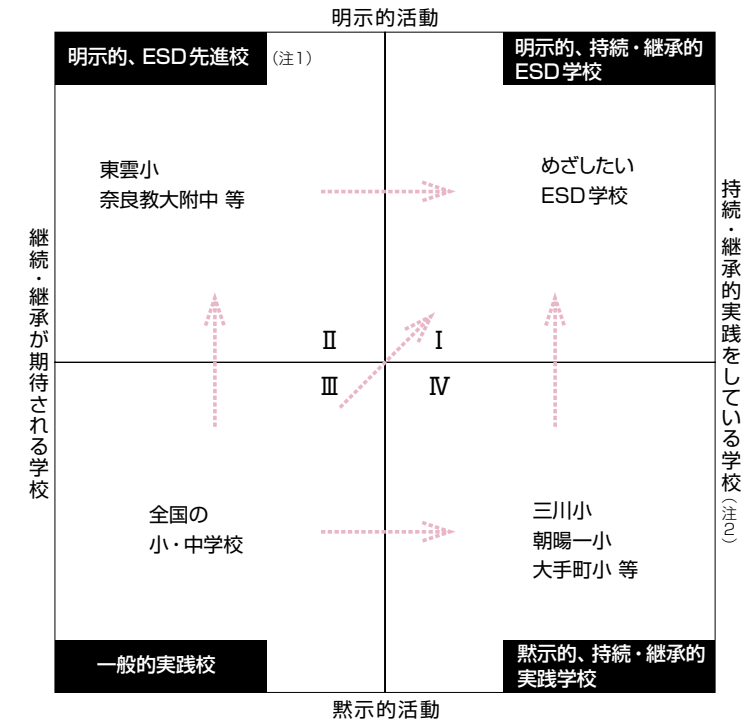 明示的活動
明示的、ESD先進校
（注1）
明示的、持続・継承的
ESD学校
東雲小
奈良教大附中 等
めざしたい
ESD学校
継続・継承が期待される学校
持続・継承的実践をしている学校（注2）
Ⅱ
Ⅰ
Ⅲ
Ⅳ
全国の
小・中学校
三川小
朝暘一小
大手町小 等
一般的実践校
黙示的、持続・継承的
実践学校
黙示的活動